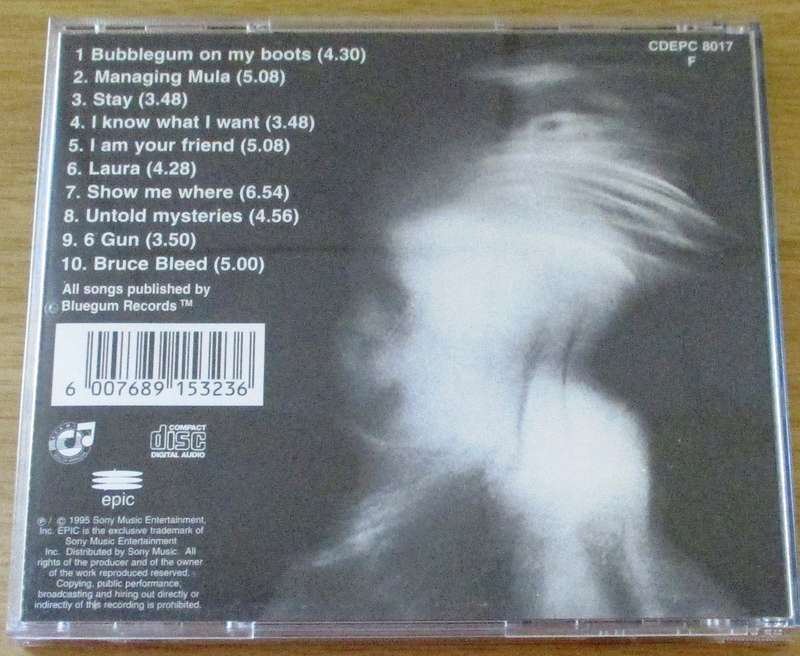 1 Bubblegum on my boots (4.30)
2. Managing Mula (5.08)
3. Stay (3.48)
4. I know what I want (3.48)
5. I am your friend (5.08)
6. Laura (4.28)
7. Show me where (6.54)
8. Untold mysteries (4.56)
9. 6 Gun (3.50)
10. Bruce Bleed (5.00)
All songs published by
© Bluegum Records ™
CDEPC 8017
F
6 007689 153236
COMPACT
disc
DIGITAL AUDIO
epic
℗ / © 1995 Sony Music Entertainment,
Inc. EPIC is the exclusive trademark of
Sony Music Entertainment
Inc. Distributed by Sony Music. All
rights of the producer and of the owner
of the work reproduced reserved.
Copying, public performance,
broadcasting and hiring out directly or
indirectly of this recording is prohibited.